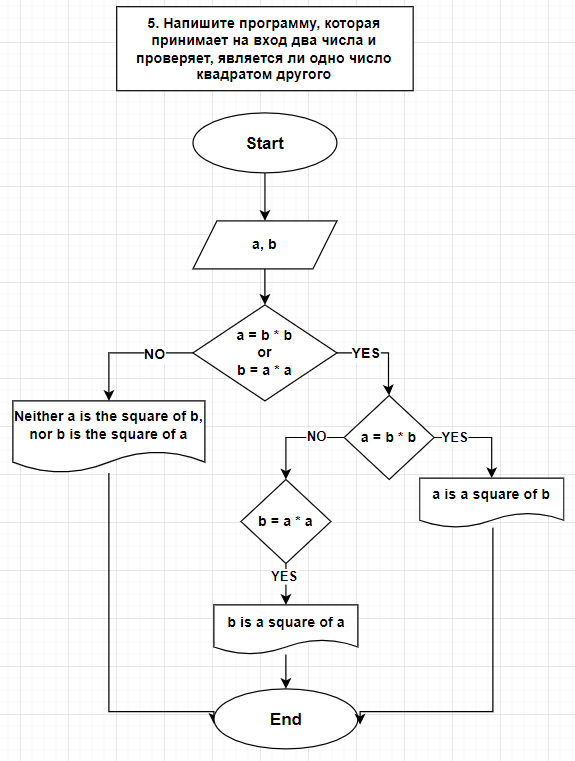 5. Напишите программу, которая
принимает на вход два числа и
проверяет, является ли одно число
квадратом другого
Start
a, b
a = b * b
or
b = a * a
NO
YES
Neither a is the square of b,
nor b is the square of a
a = b * b
NO
YES
a is a square of b
b = a * a
YES
b is a square of a
End